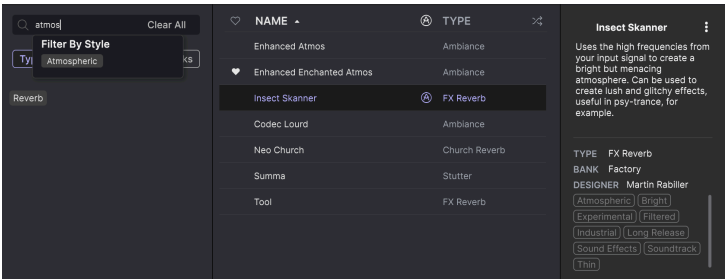 atmos
Clear All
Filter By Style
Atmospheric
Ty
ks
Reverb
NAME
TYPE
Enhanced Atmos
Ambiance
Enhanced Enchanted Atmos
Ambiance
Insect Skanner
FX Reverb
Codec Lourd
Ambiance
Neo Church
Church Reverb
Summa
Stutter
Tool
FX Reverb
Insect Skanner
Uses the high frequencies from
your input signal to create a
bright but menacing
atmosphere. Can be used to
create lush and glitchy effects,
useful in psy-trance, for
example.
TYPE FX Reverb
BANK Factory
DESIGNER Martin Rabiller
Atmospheric Bright
Experimental Filtered
Industrial Long Release
Sound Effects Soundtrack
Thin